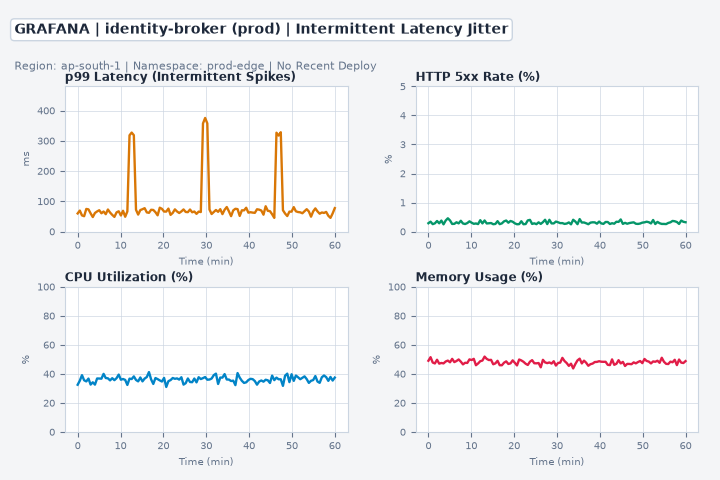 GRAFANA | identity-broker (prod) | Intermittent Latency Jitter
Region: ap-south-1 | Namespace: prod-edge | No Recent Deploy
p99 Latency (Intermittent Spikes)
400
300
200
100
0
ms
0 10 20 30 40 50 60
Time (min)
HTTP 5xx Rate (%)
5
4
3
2
1
0
%
0 10 20 30 40 50 60
Time (min)
CPU Utilization (%)
100
80
60
40
20
0
%
0 10 20 30 40 50 60
Time (min)
Memory Usage (%)
100
80
60
40
20
0
%
0 10 20 30 40 50 60
Time (min)